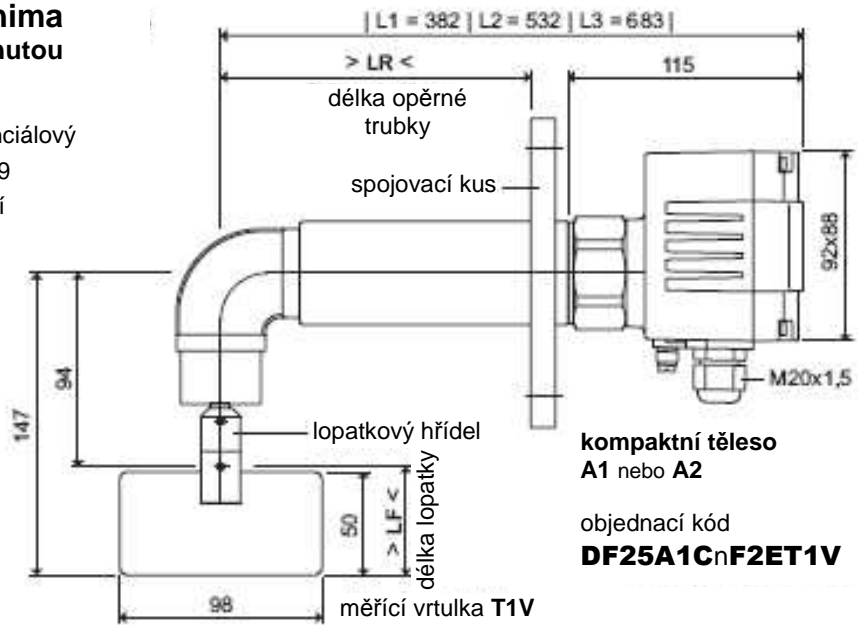 nima
nutou
nciálový
9
í
| L1 = 382 | L2 = 532 | L3 = 683 |
> LR <
115
délka opěrné
trubky
spojovací kus
92x88
M20x1,5
94
147
lopatkový hřídel
50
> LF <
délka lopatky
98
měřící vrtulka T1V
kompaktní těleso
A1 nebo A2
objednací kód
DF25A1CnF2ET1V